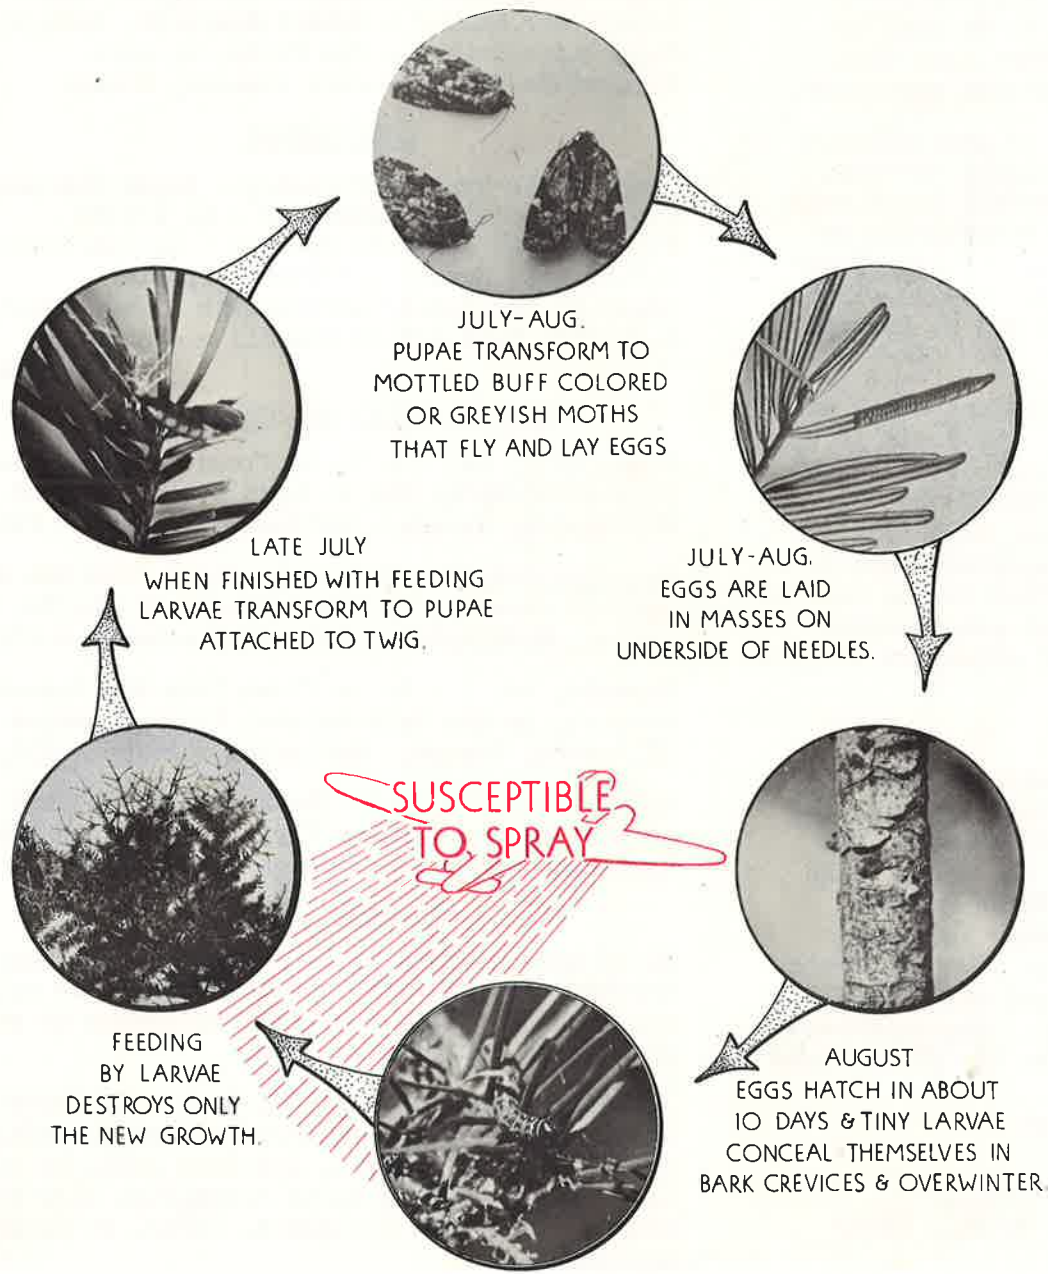 JULY-AUG.
PUPAE TRANSFORM TO
MOTTLED BUFF COLORED
OR GREYISH MOTHS
THAT FLY AND LAY EGGS
JULY-AUG.
EGGS ARE LAID
IN MASSES ON
UNDERSIDE OF NEEDLES.
AUGUST
EGGS HATCH IN ABOUT
10 DAYS & TINY LARVAE
CONCEAL THEMSELVES IN
BARK CREVICES & OVERWINTER.
SUSCEPTIBLE
TO SPRAY
FEEDING
BY LARVAE
DESTROYS ONLY
THE NEW GROWTH.
LATE JULY
WHEN FINISHED WITH FEEDING
LARVAE TRANSFORM TO PUPAE
ATTACHED TO TWIG.